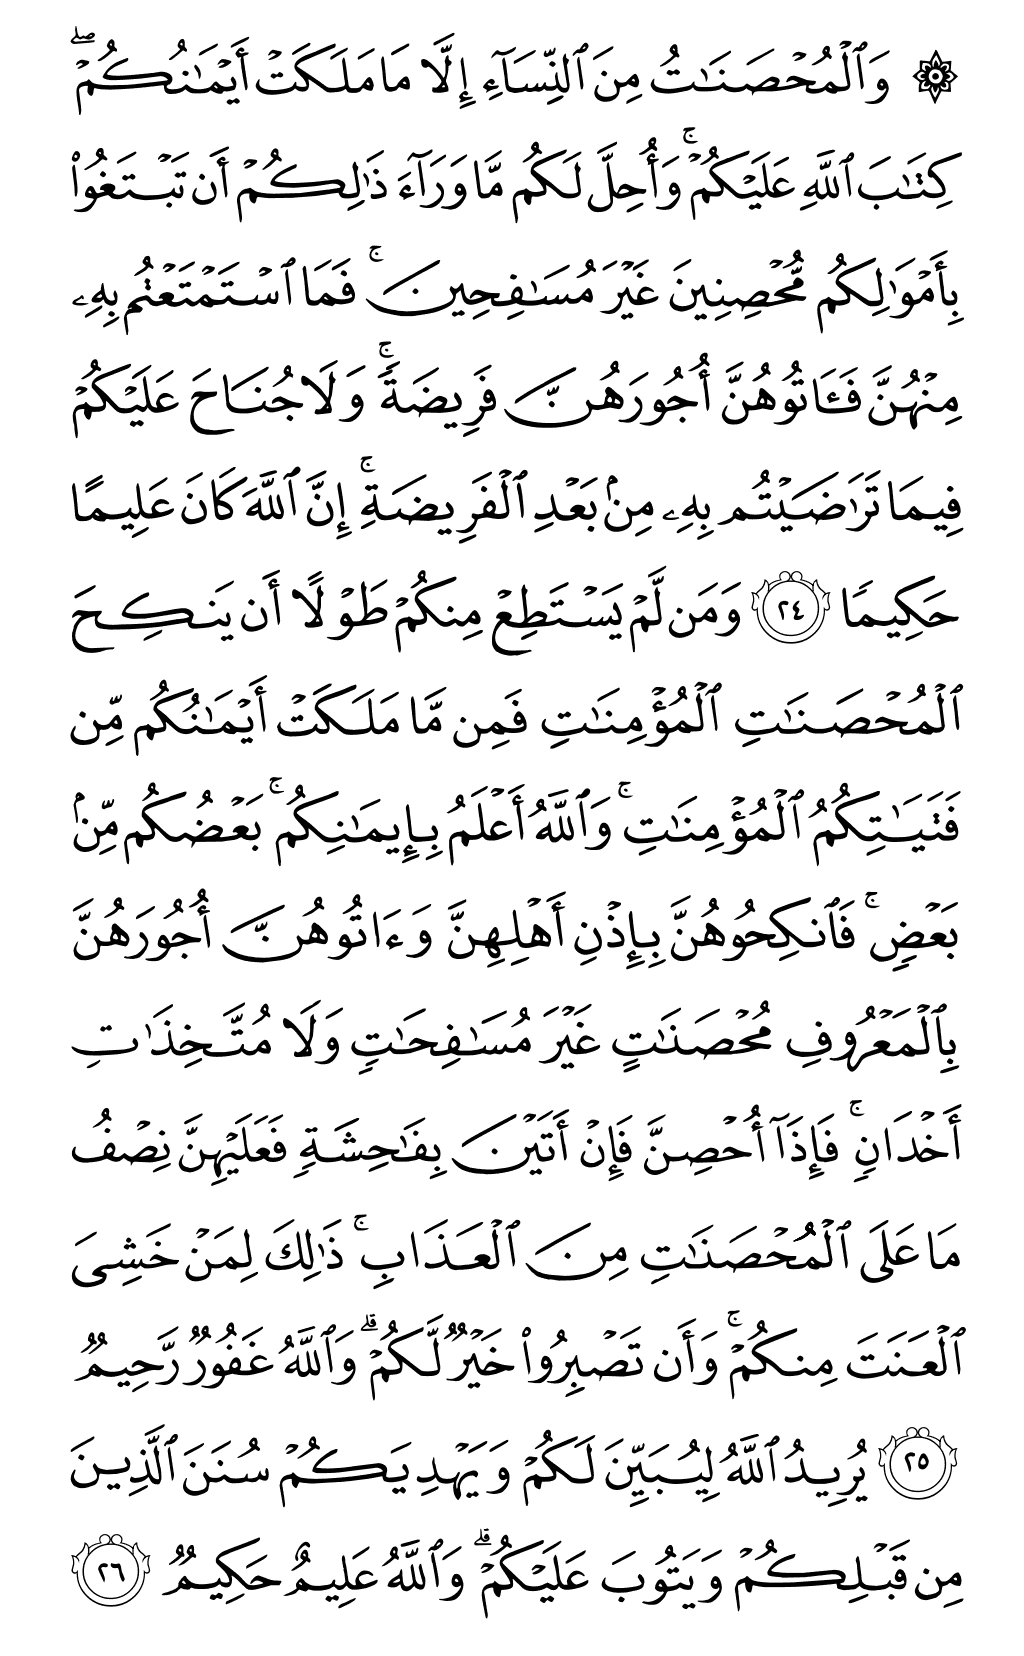 ۞ وَٱلۡمُحۡصَنَٰتُ مِنَ ٱلنِّسَآءِ إِلَّا مَا مَلَكَتۡ أَيۡمَٰنُكُمۡۖ
كِتَٰبَ ٱللَّهِ عَلَيۡكُمۡۚ وَأُحِلَّ لَكُم مَّا وَرَآءَ ذَٰلِكُمۡ أَن تَبۡتَغُواْ
بِأَمۡوَٰلِكُم مُّحۡصِنِينَ غَيۡرَ مُسَٰفِحِينَۚ فَمَا ٱسۡتَمۡتَعۡتُم بِهِۦ
مِنۡهُنَّ فَـَٔاتُوهُنَّ أُجُورَهُنَّ فَرِيضَةٗۚ وَلَا جُنَاحَ عَلَيۡكُمۡ
فِيمَا تَرَٰضَيۡتُم بِهِۦ مِنۢ بَعۡدِ ٱلۡفَرِيضَةِۚ إِنَّ ٱللَّهَ كَانَ عَلِيمًا
حَكِيمٗا ٢٤ وَمَن لَّمۡ يَسۡتَطِعۡ مِنكُمۡ طَوۡلًا أَن يَنكِحَ
ٱلۡمُحۡصَنَٰتِ ٱلۡمُؤۡمِنَٰتِ فَمِن مَّا مَلَكَتۡ أَيۡمَٰنُكُم مِّن
فَتَيَٰتِكُمُ ٱلۡمُؤۡمِنَٰتِۚ وَٱللَّهُ أَعۡلَمُ بِإِيمَٰنِكُمۚ بَعۡضُكُم مِّنۢ
بَعۡضٖۚ فَٱنكِحُوهُنَّ بِإِذۡنِ أَهۡلِهِنَّ وَءَاتُوهُنَّ أُجُورَهُنَّ
بِٱلۡمَعۡرُوفِ مُحۡصَنَٰتٍ غَيۡرَ مُسَٰفِحَٰتٖ وَلَا مُتَّخِذَٰتِ
أَخۡدَانٖۚ فَإِذَآ أُحۡصِنَّ فَإِنۡ أَتَيۡنَ بِفَٰحِشَةٖ فَعَلَيۡهِنَّ نِصۡفُ
مَا عَلَى ٱلۡمُحۡصَنَٰتِ مِنَ ٱلۡعَذَابِۚ ذَٰلِكَ لِمَنۡ خَشِيَ
ٱلۡعَنَتَ مِنكُمۡۚ وَأَن تَصۡبِرُواْ خَيۡرٞ لَّكُمۡۗ وَٱللَّهُ غَفُورٞ رَّحِيمٞ
٢٥ يُرِيدُ ٱللَّهُ لِيُبَيِّنَ لَكُمۡ وَيَهۡدِيَكُمۡ سُنَنَ ٱلَّذِينَ
مِن قَبۡلِكُمۡ وَيَتُوبَ عَلَيۡكُمۡۗ وَٱللَّهُ عَلِيمٌ حَكِيمٞ ٢٦